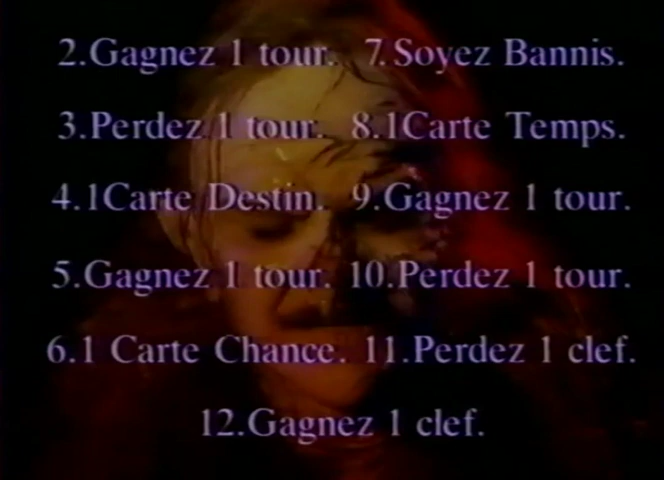 2.Gagnez 1 tour. 7.Soyez Bannis.
3.Perdez 1 tour. 8.1Carte Temps.
4.1Carte Destin. 9.Gagnez 1 tour.
5.Gagnez 1 tour. 10.Perdez 1 tour.
6.1 Carte Chance. 11.Perdez 1 clef.
12.Gagnez 1 clef.